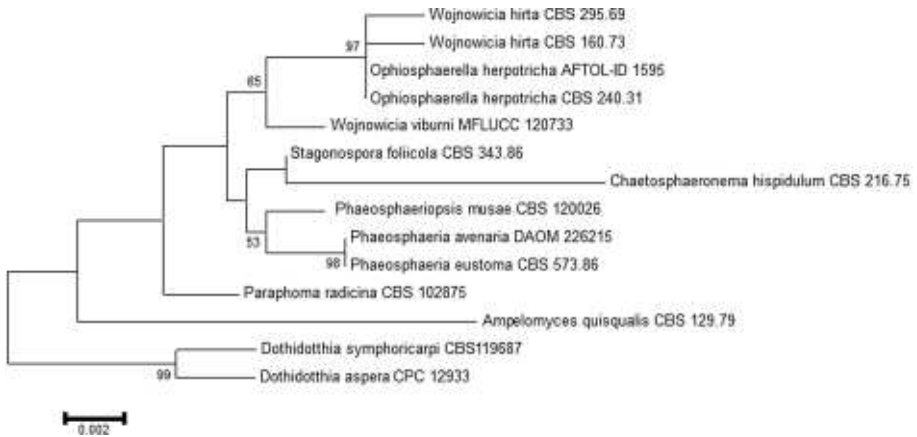 Wojnowicia hirta CBS 295.69
97
Wojnowicia hirta CBS 160.73
Ophiosphaerella herpotricha AFTOL-ID 1595
65
Ophiosphaerella herpotricha CBS 240.31
Wojnowicia viburni MFLUCC 120733
Stagonospora foliicola CBS 343.86
Chaetosphaeronema hispidulum CBS 216.75
Phaeosphaeriopsis musae CBS 120026
53
Phaeosphaeria avenaria DAOM 226215
98
Phaeosphaeria eustoma CBS 573.86
Paraphoma radicina CBS 102875
Ampelomyces quisqualis CBS 129.79
Dothidotthia symphoricarpi CBS119687
99
Dothidotthia aspera CPC 12933
0.002